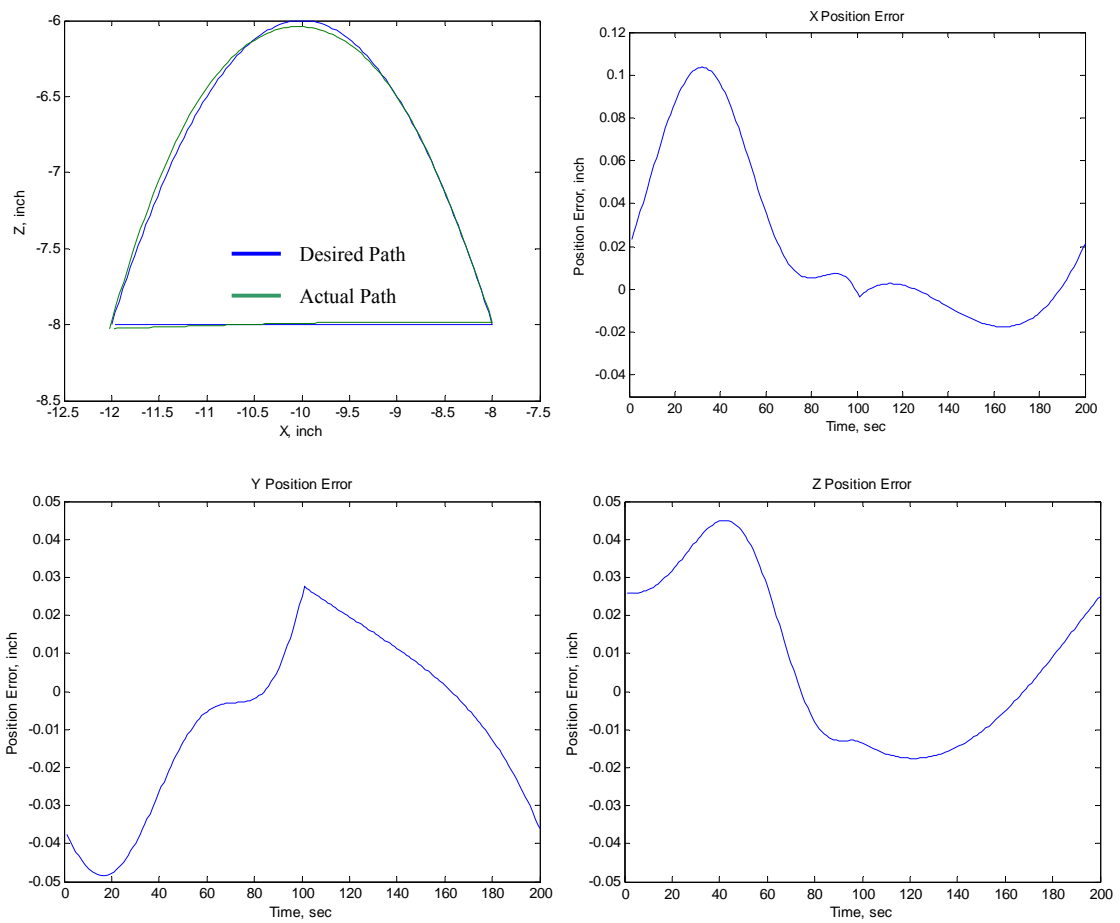 -6
-6.5
-7
-7.5
-8
-8.5
Z, inch
Desired Path
Actual Path
-12.5 -12 -11.5 -11 -10.5 -10 -9.5 -9 -8.5 -8 -7.5
X, inch
X Position Error
0.12
0.1
0.08
0.06
0.04
0.02
0
-0.02
-0.04
Position Error, inch
0 20 40 60 80 100 120 140 160 180 200
Time, sec
Y Position Error
0.05
0.04
0.03
0.02
0.01
0
-0.01
-0.02
-0.03
-0.04
-0.05
Position Error, inch
0 20 40 60 80 100 120 140 160 180 200
Time, sec
Z Position Error
0.05
0.04
0.03
0.02
0.01
0
-0.01
-0.02
-0.03
-0.04
-0.05
Position Error, inch
0 20 40 60 80 100 120 140 160 180 200
Time, sec